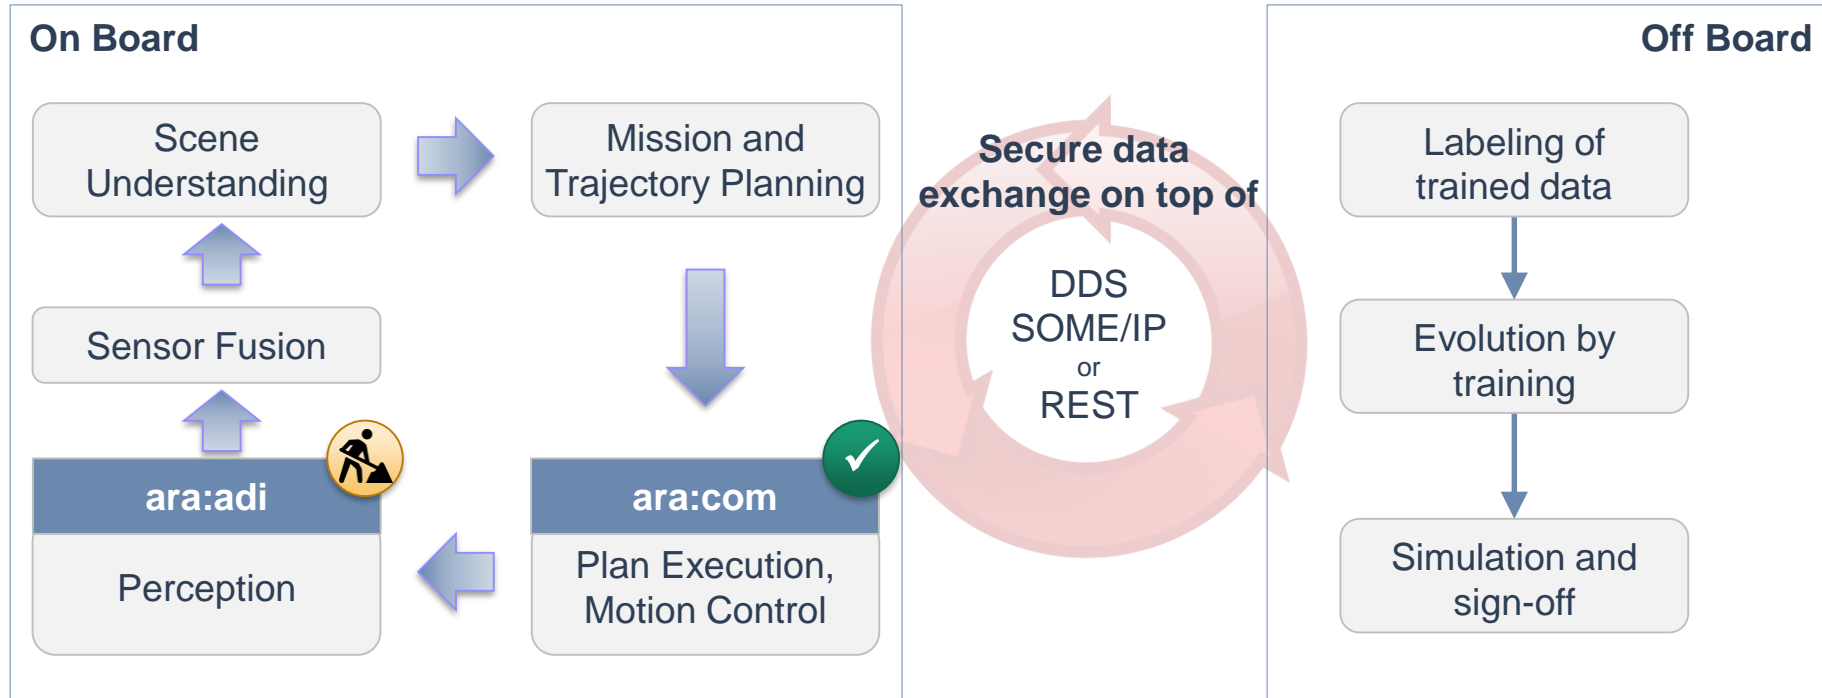 On Board
Scene
Understanding
Mission and
Trajectory Planning
Sensor Fusion
ara:adi
Perception
ara:com
Plan Execution,
Motion Control
Secure data
exchange on top of
DDS
SOME/IP
or
REST
Off Board
Labeling of
trained data
Evolution by
training
Simulation and
sign-off